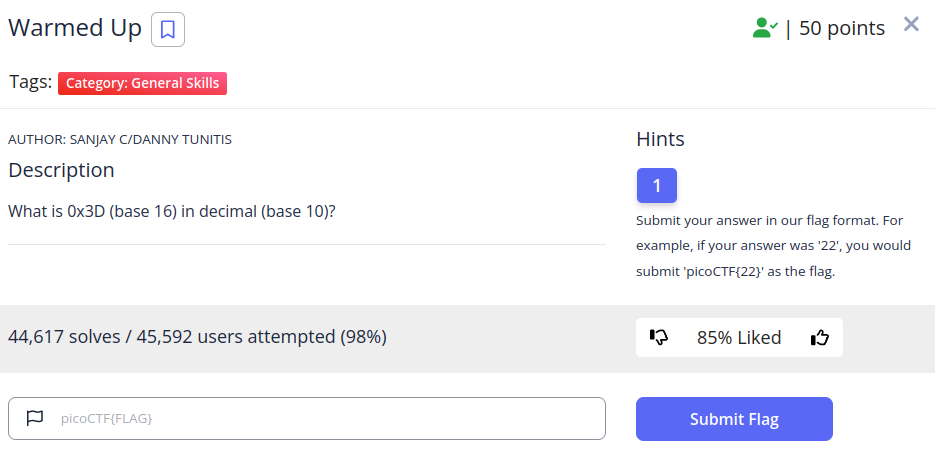 Warmed Up
| 50 points
Tags: Category: General Skills
AUTHOR: SANJAY C/DANNY TUNITIS
Description
What is 0x3D (base 16) in decimal (base 10)?
Hints
1
Submit your answer in our flag format. For
example, if your answer was '22', you would
submit 'picoCTF{22}' as the flag.
44,617 solves / 45,592 users attempted (98%)
85% Liked
picoCTF{FLAG}
Submit Flag